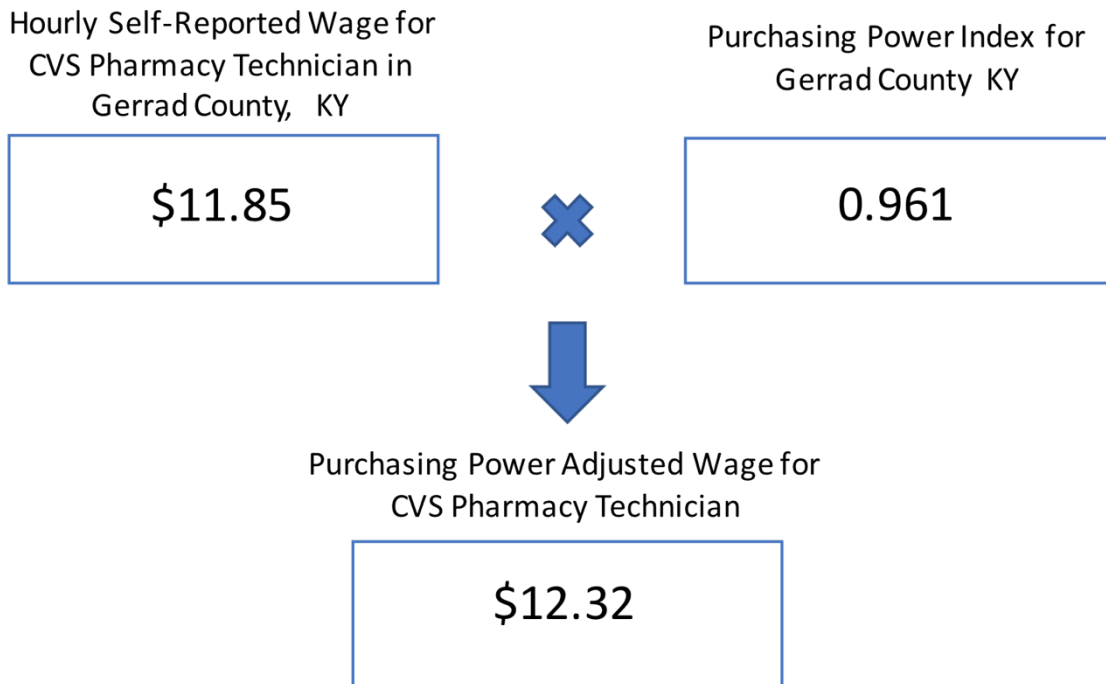 Hourly Self-Reported Wage for
CVS Pharmacy Technician in
Gerrad County, KY
$11.85
Purchasing Power Index for
Gerrad County KY
0.961
Purchasing Power Adjusted Wage for
CVS Pharmacy Technician
$12.32